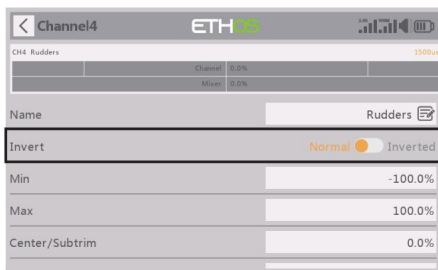 Channel4
ETHOS
CH4 Rudders 1500us
Channel 0.0%
Mixer 0.0%
Name Rudders
Invert Normal Inverted
Min -100.0%
Max 100.0%
Center/Subtrim 0.0%